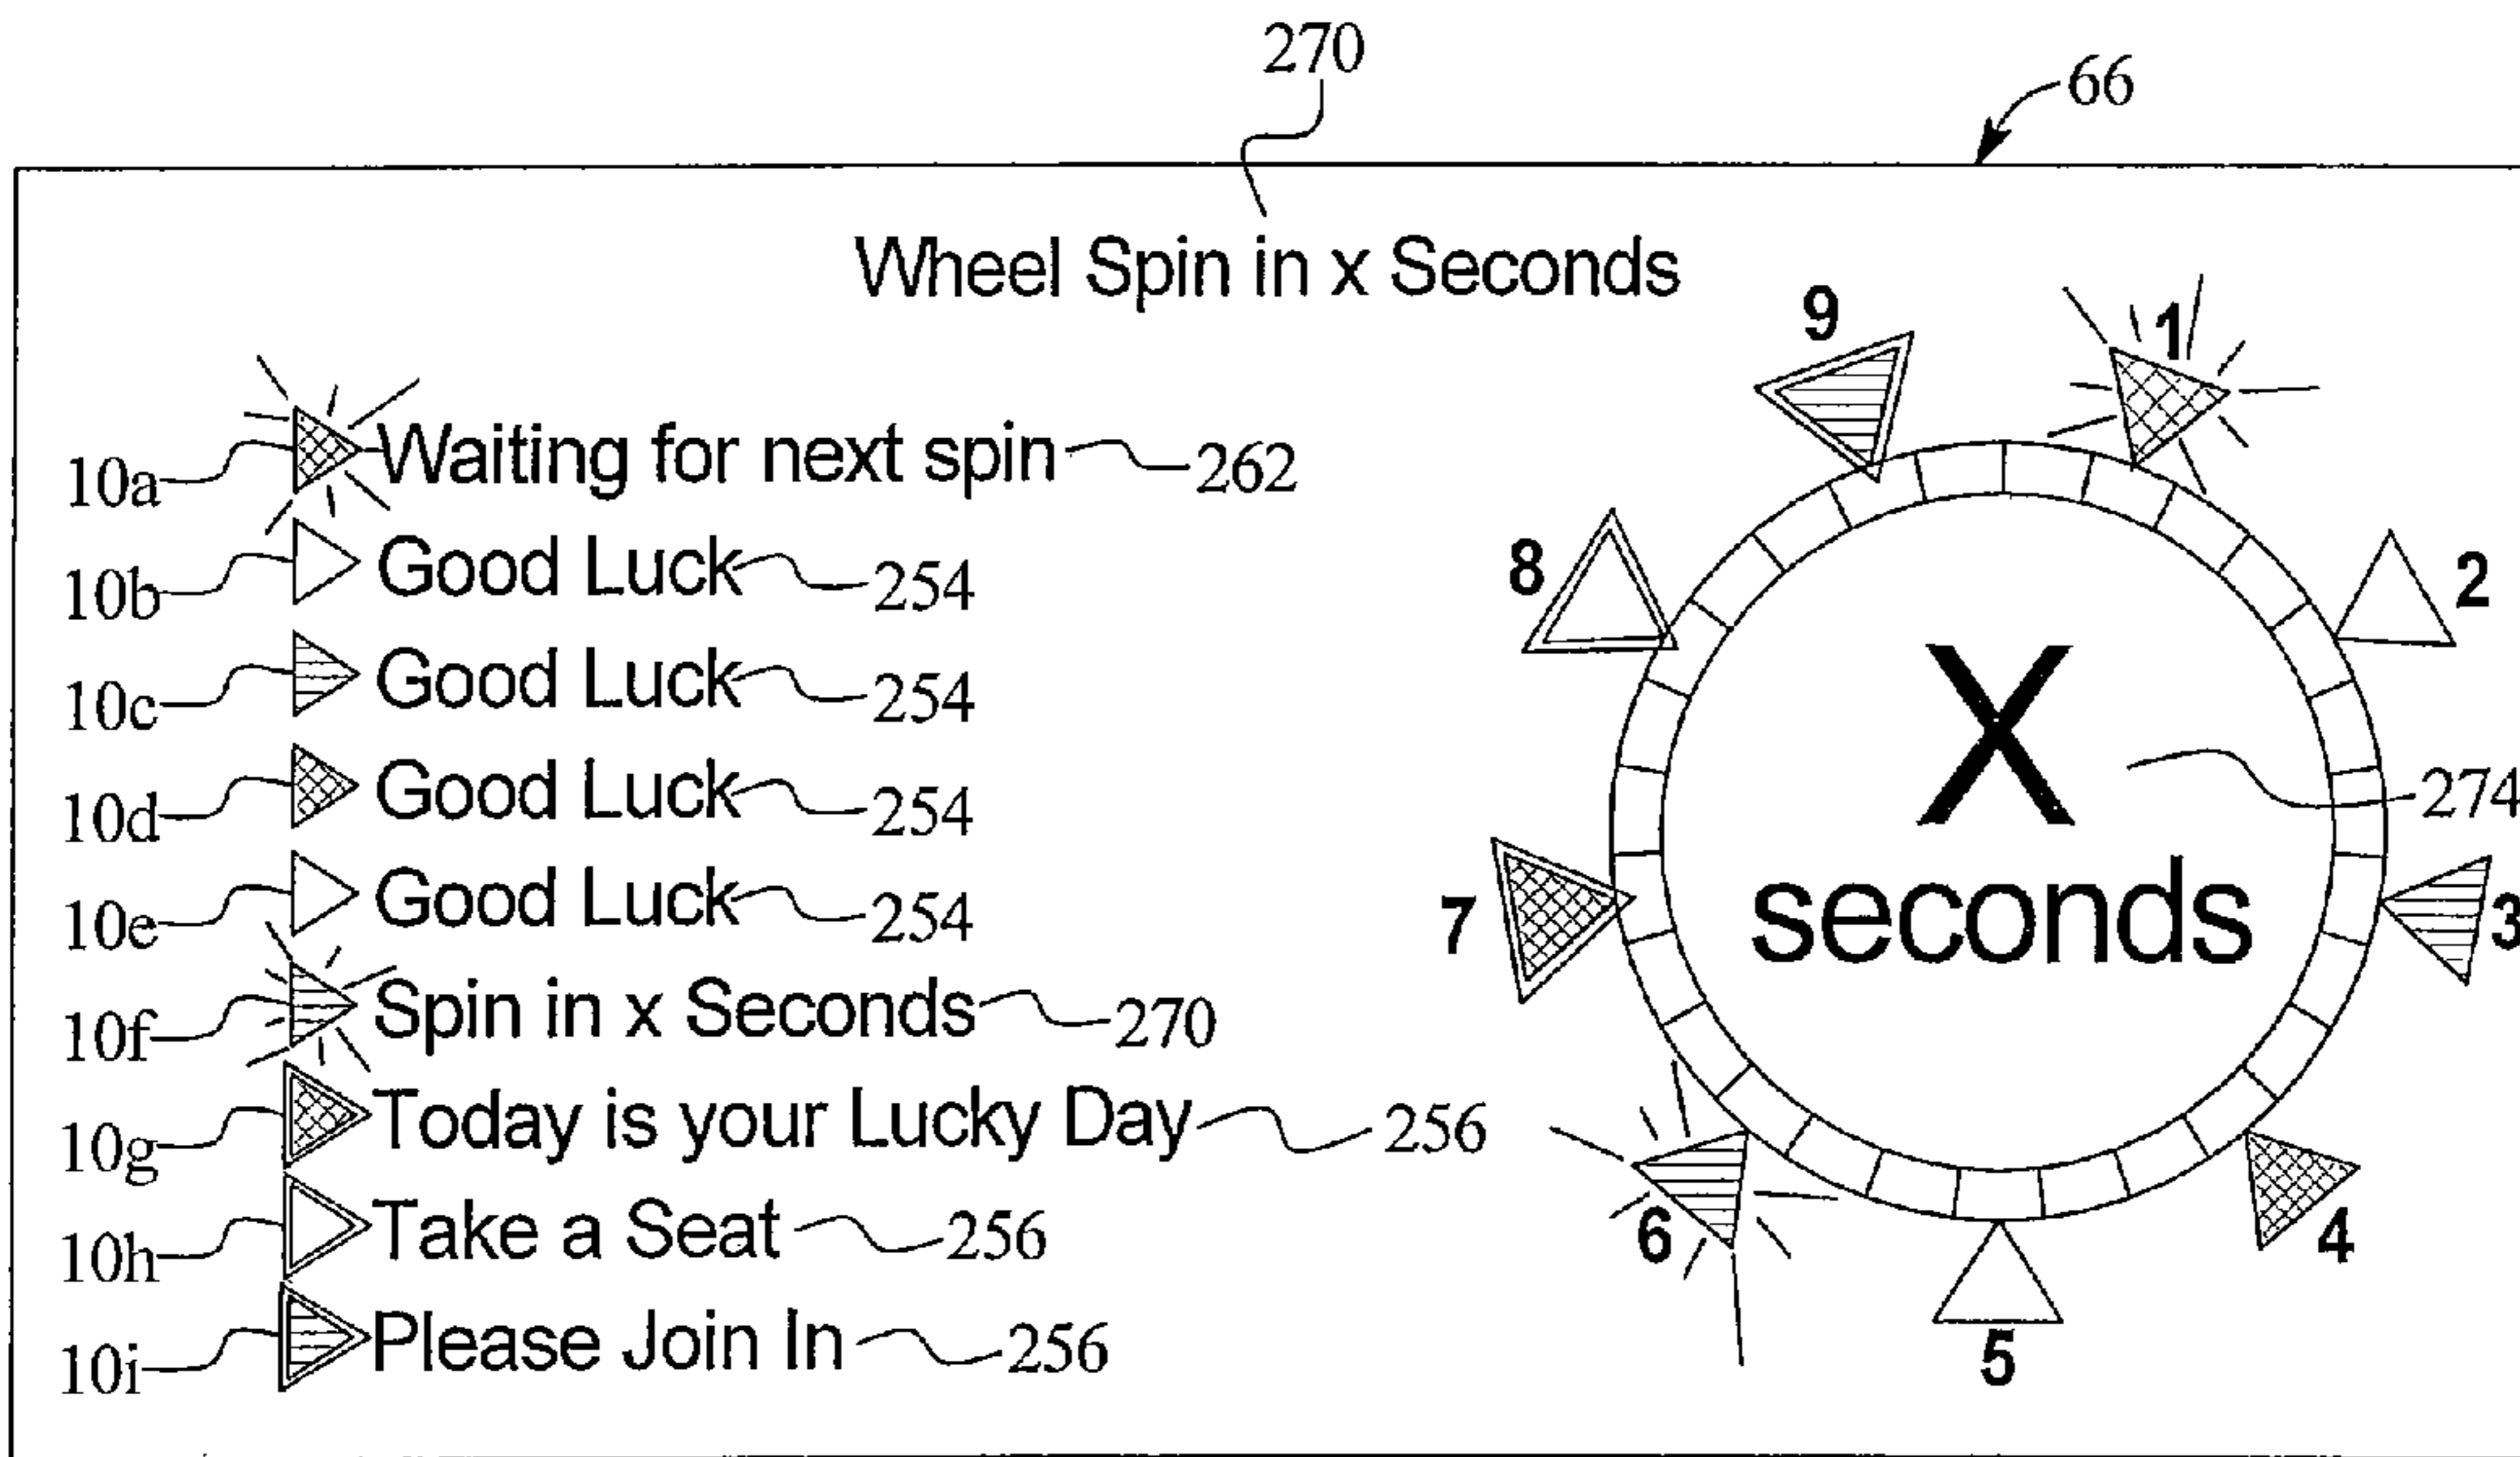 270
66
Wheel Spin in x Seconds
9 1
10a Waiting for next spin 262
10b Good Luck 254
8 2
10c Good Luck 254
10d Good Luck 254
X
274
10e Good Luck 254
7 seconds 3
10f Spin in x Seconds 270
10g Today is your Lucky Day 256
10h Take a Seat 256
6 4
10i Please Join In 256
5